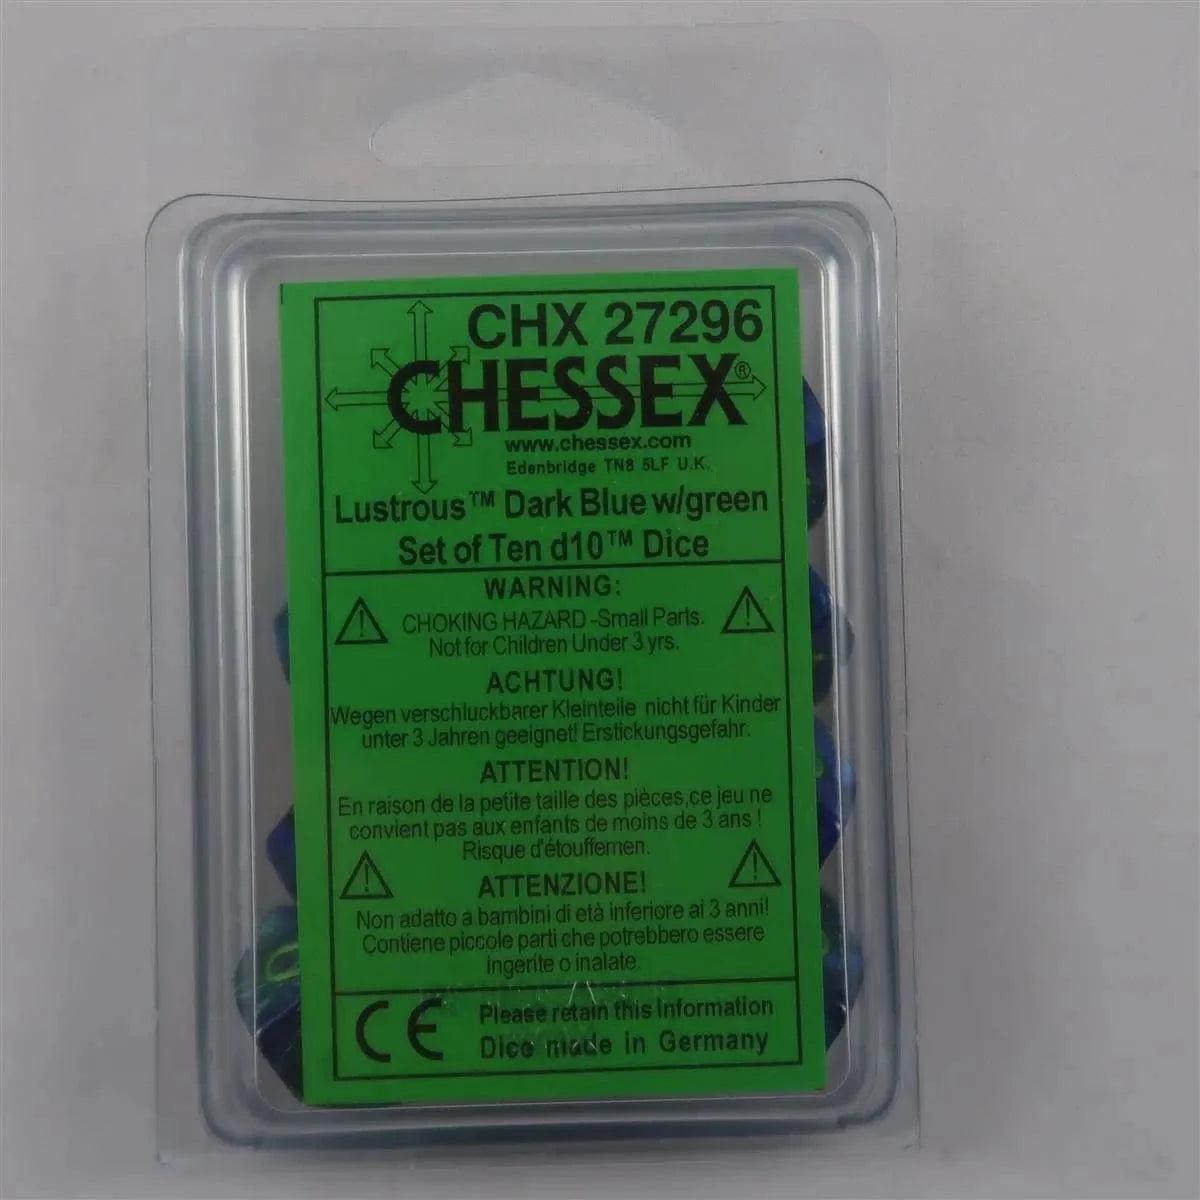 CHX 27296
CHESSEX®
www.chessex.com
Edenbridge TN8 5LF U.K.
Lustrous™ Dark Blue w/green
Set of Ten d10™ Dice
WARNING:
CHOKING HAZARD -Small Parts.
Not for Children Under 3 yrs.
ACHTUNG!
Wegen verschluckbarer Kleinteile nicht für Kinder
unter 3 Jahren geeignet! Erstickungsgefahr.
ATTENTION!
En raison de la petite taille des pièces,ce jeu ne
convient pas aux enfants de moins de 3 ans !
Risque d'étouffemen.
ATTENZIONE!
Non adatto a bambini di età inferiore ai 3 anni!
Contiene piccole parti che potrebbero essere
ingerite o inalate.
CE
Please retain this Information
Dice made in Germany